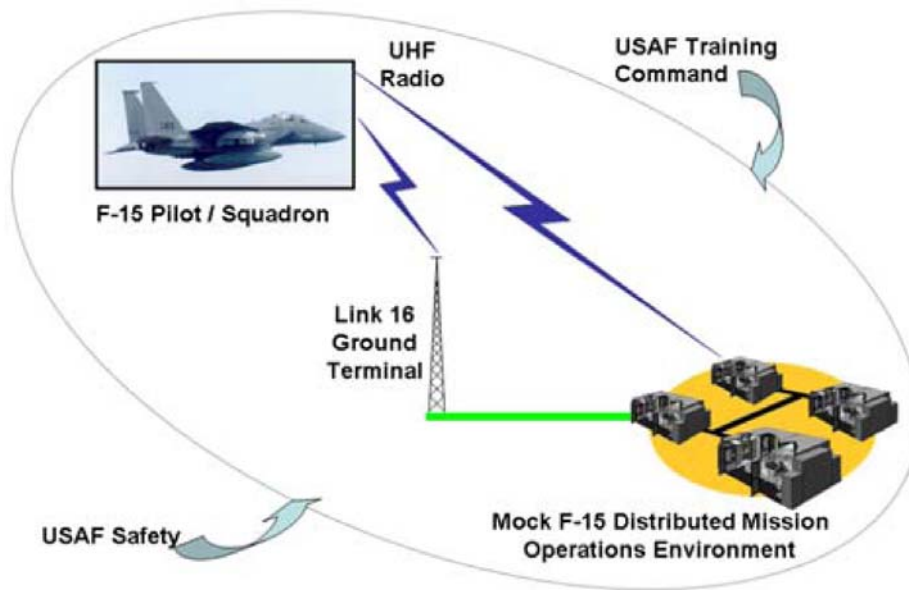 UHF
Radio
USAF Training
Command
F-15 Pilot / Squadron
Link 16
Ground
Terminal
USAF Safety
Mock F-15 Distributed Mission
Operations Environment